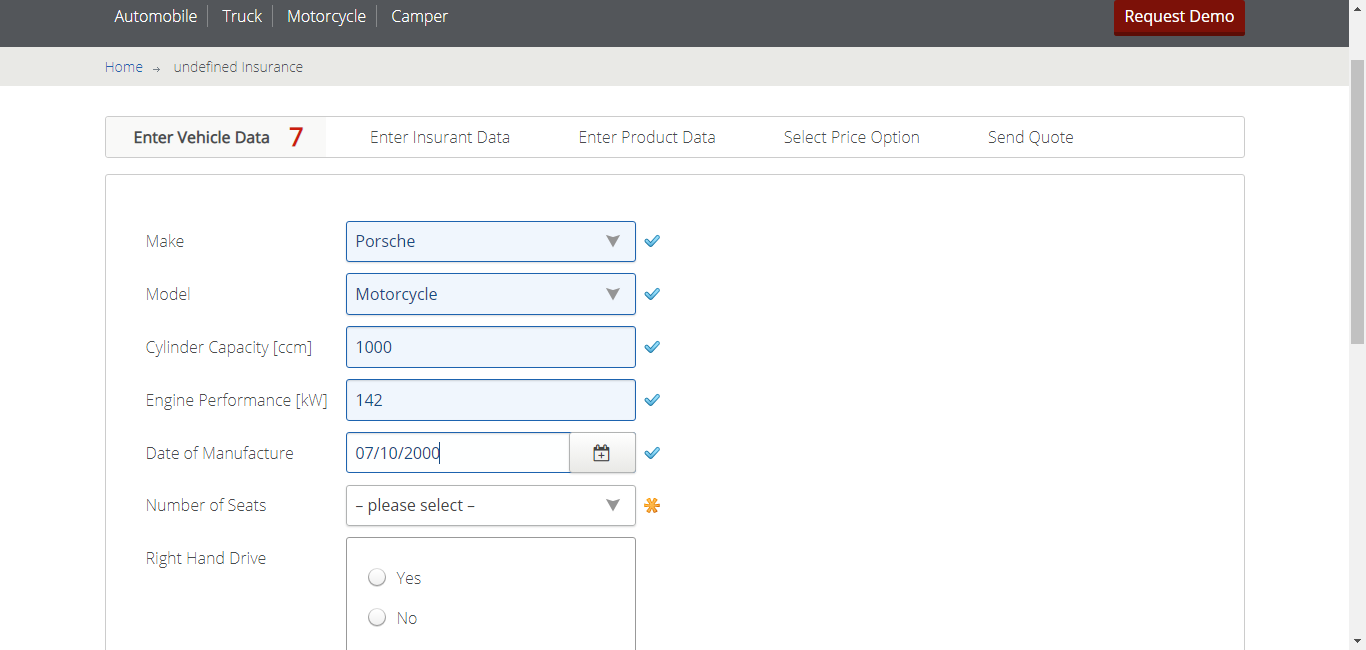 Automobile Truck Motorcycle Camper Request Demo
Home → undefined Insurance
Enter Vehicle Data 7 Enter Insurant Data Enter Product Data Select Price Option Send Quote
Make Porsche
Model Motorcycle
Cylinder Capacity [ccm] 1000
Engine Performance [kW] 142
Date of Manufacture 07/10/2000
Number of Seats – please select –
Right Hand Drive
Yes
No